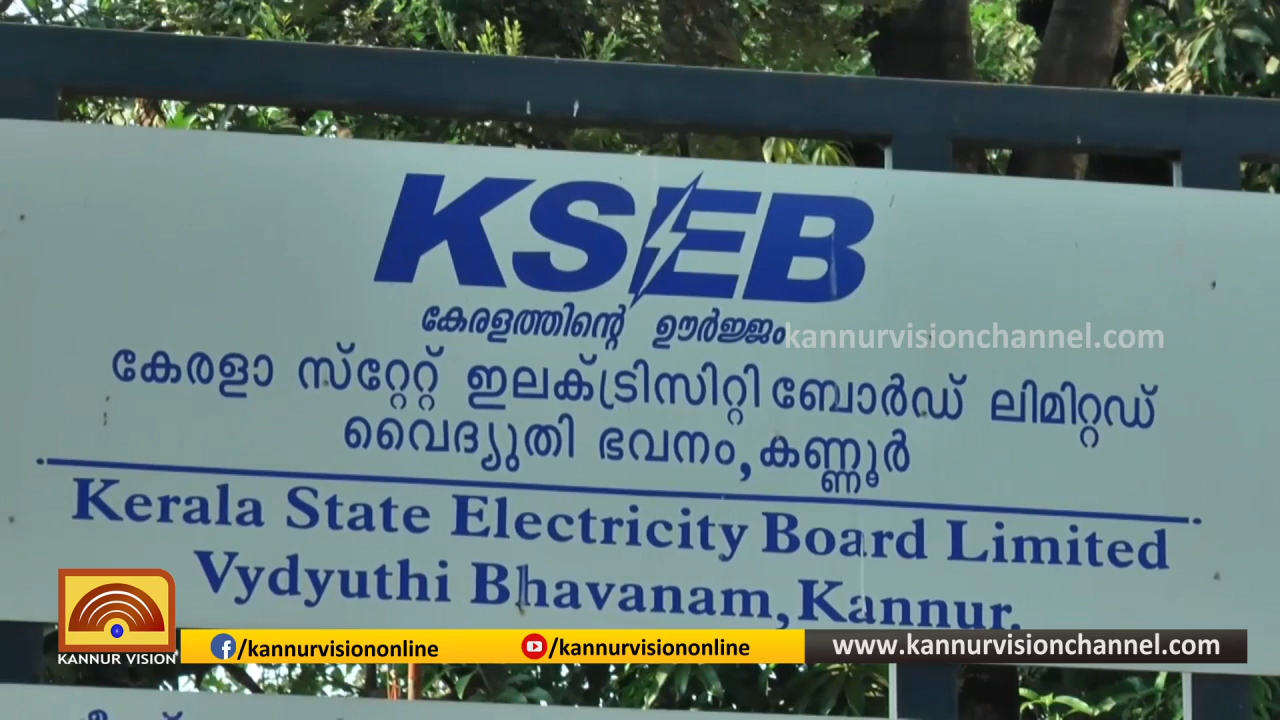 KSEB
കേരളത്തിന്റെ ഊർജ്ജം
kannurvisionchannel.com
കേരളാ സ്റ്റേറ്റ് ഇലക്ട്രിസിറ്റി ബോർഡ് ലിമിറ്റഡ്
വൈദ്യുതി ഭവനം, കണ്ണൂർ
Kerala State Electricity Board Limited
Vydyuthi Bhavanam, Kannur.
KANNUR VISION
/kannurvisiononline
/kannurvisiononline
www.kannurvisionchannel.com